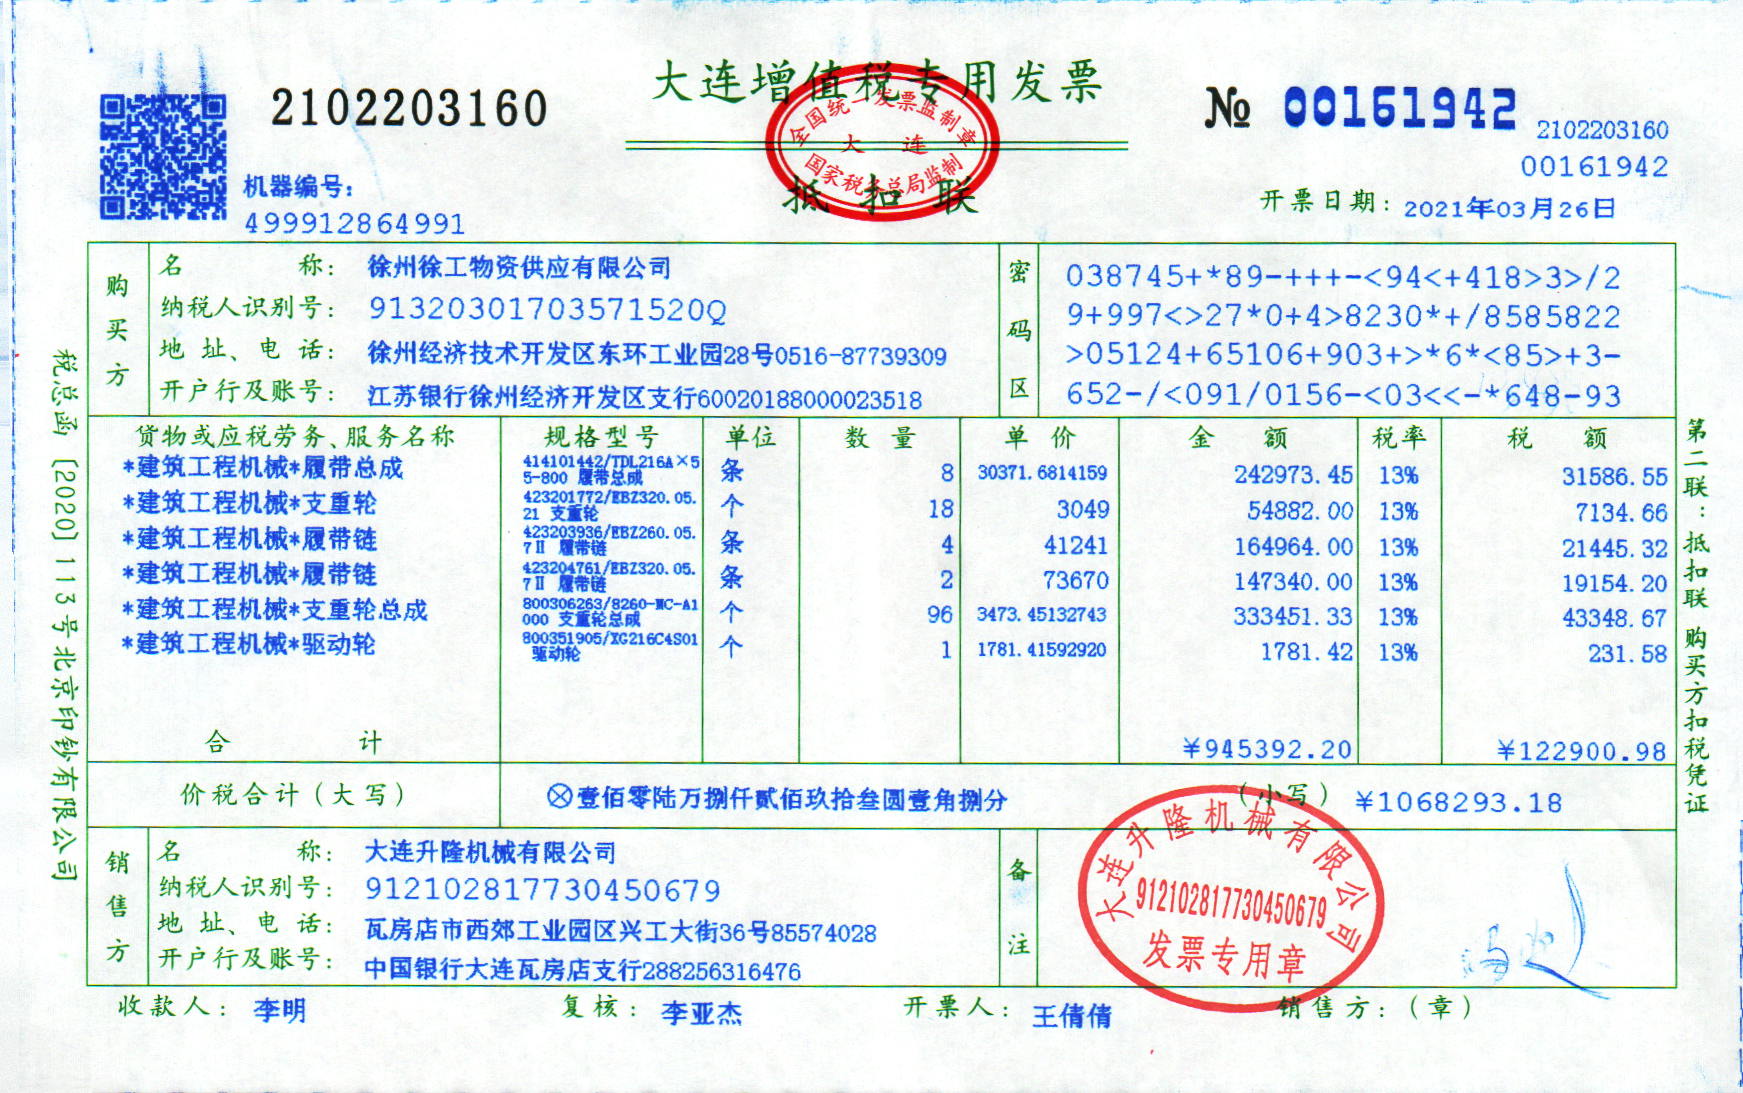 大连增值税专用发票
2102203160
№ 00161942
2102203160
00161942
全国统一发票监制章
大 连
国家税务总局监制
抵扣联
机器编号:
499912864991
开票日期: 2021年03月26日
购买方
名 称: 徐州徐工物资供应有限公司
纳税人识别号: 91320301703571520Q
地 址、电 话: 徐州经济技术开发区东环工业园28号0516-87739309
开户行及账号: 江苏银行徐州经济开发区支行60020188000023518
密码区
038745+*89-+++-<94<+418>3>/2
9+997<>27*0+4>8230*+/8585822
>05124+65106+903+>*6*<85>+3-
652-/<091/0156-<03<<-*648-93
货物或应税劳务、服务名称 规格型号 单位 数 量 单 价 金 额 税率 税 额
*建筑工程机械*履带总成 414101442/TDL216A×55-800 履带总成 条 8 30371.6814159 242973.45 13% 31586.55
*建筑工程机械*支重轮 423201772/EBZ320.05.21 支重轮 个 18 3049 54882.00 13% 7134.66
*建筑工程机械*履带链 423203936/EBZ260.05.7Ⅱ 履带链 条 4 41241 164964.00 13% 21445.32
*建筑工程机械*履带链 423204761/EBZ320.05.7Ⅱ 履带链 条 2 73670 147340.00 13% 19154.20
*建筑工程机械*支重轮总成 800306263/8260-MC-A1000 支重轮总成 个 96 3473.45132743 333451.33 13% 43348.67
*建筑工程机械*驱动轮 800351905/XG216C4S01 驱动轮 个 1 1781.41592920 1781.42 13% 231.58
合 计 ¥945392.20 ¥122900.98
价税合计(大写) ⊗壹佰零陆万捌仟贰佰玖拾叁圆壹角捌分 (小写) ¥1068293.18
销售方
名 称: 大连升隆机械有限公司
纳税人识别号: 912102817730450679
地 址、电 话: 瓦房店市西郊工业园区兴工大街36号85574028
开户行及账号: 中国银行大连瓦房店支行288256316476
备注
大连升隆机械有限公司
912102817730450679
发票专用章
收款人: 李明 复核: 李亚杰 开票人: 王倩倩 销售方:(章)
税总函〔2020〕113号北京印钞有限公司
第二联:抵扣联 购买方扣税凭证